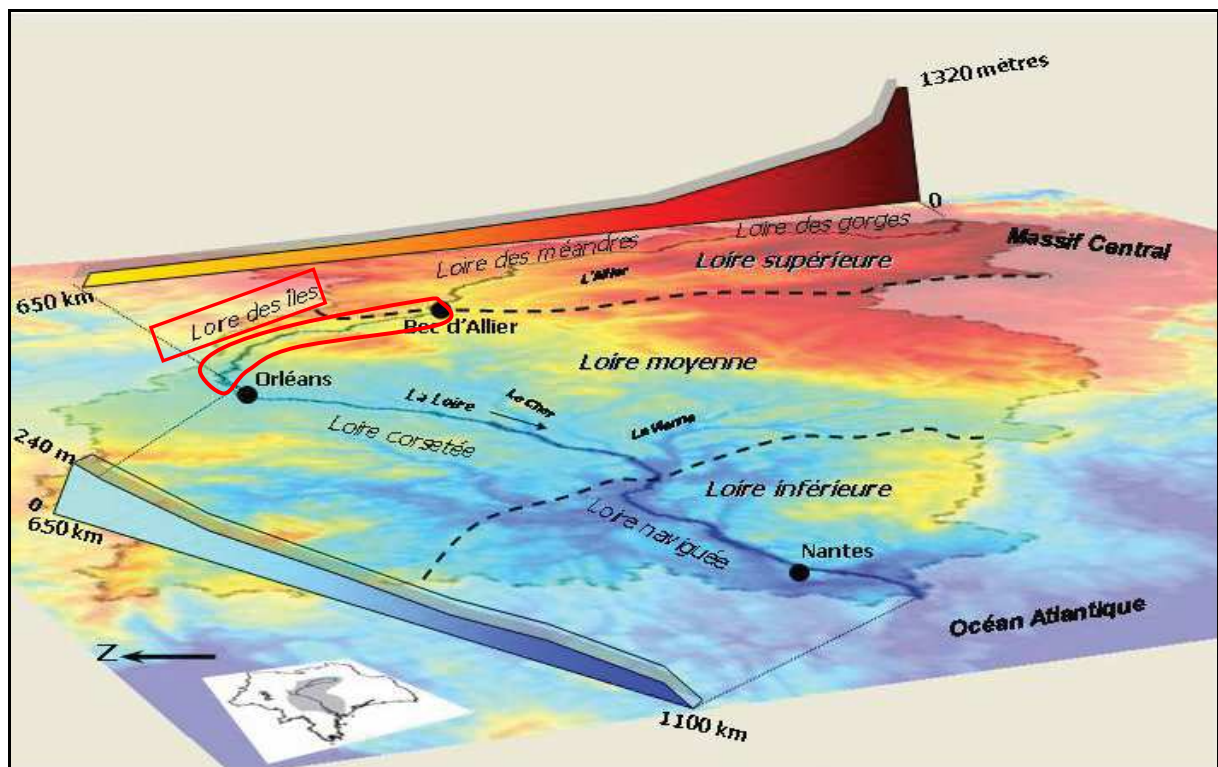 1320 mètres
0
Massif Central
Loire des gorges
Loire supérieure
Loire des méandres
L'Allier
650 km
Loire des îles
Bec d'Allier
Loire moyenne
Orléans
La Loire
Le Cher
La Vienne
Loire corsetée
240 m
0
650 km
Loire inférieure
Loire naviguée
Nantes
Océan Atlantique
Z
1100 km